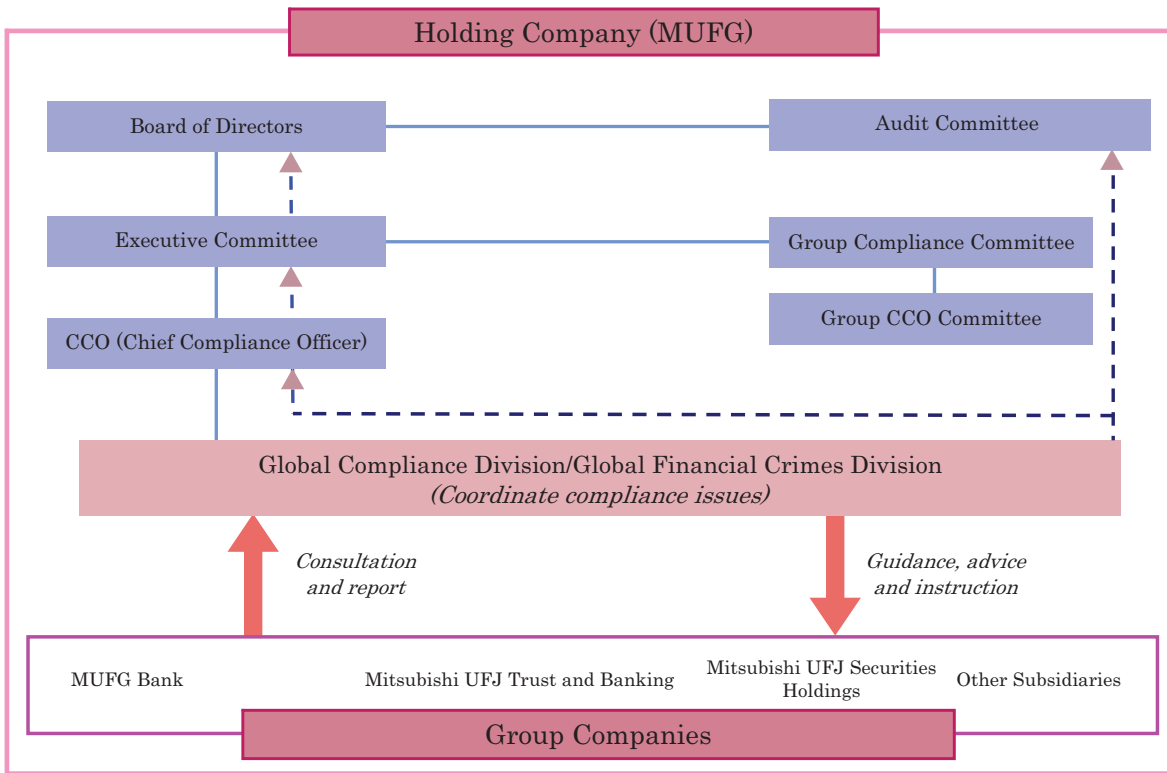 Holding Company (MUFG)
Board of Directors
Audit Committee
Executive Committee
Group Compliance Committee
Group CCO Committee
CCO (Chief Compliance Officer)
Global Compliance Division/Global Financial Crimes Division
(Coordinate compliance issues)
Consultation
and report
Guidance, advice
and instruction
MUFG Bank
Mitsubishi UFJ Trust and Banking
Mitsubishi UFJ Securities
Holdings
Other Subsidiaries
Group Companies